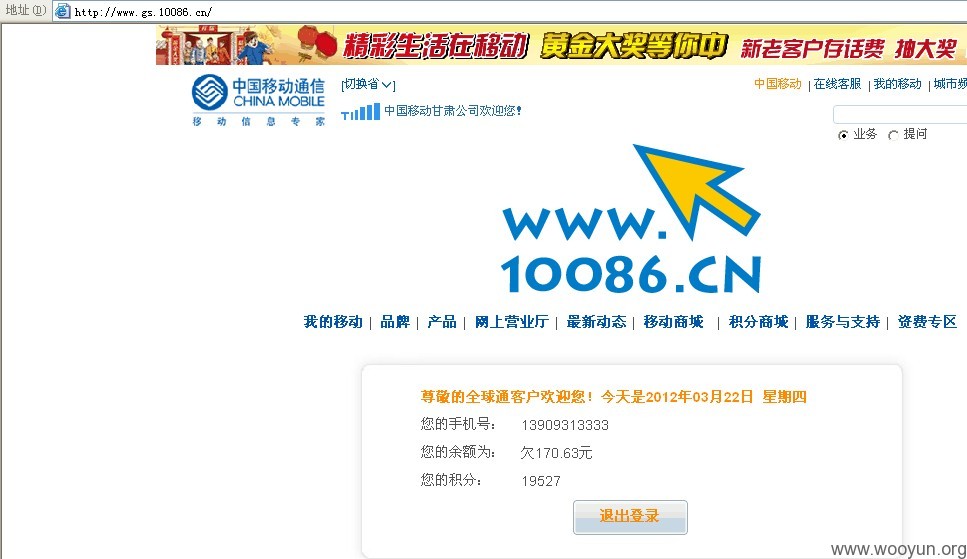 地址(D) http://www.gs.10086.cn/
精彩生活在移动 黄金大奖等你中 新老客户存话费 抽大奖
中国移动通信 [切换省] 中国移动 | 在线客服 | 我的移动 | 城市频
CHINA MOBILE
移动信息专家 中国移动甘肃公司欢迎您!
业务 提问
www.
10086.CN
我的移动 | 品牌 | 产品 | 网上营业厅 | 最新动态 | 移动商城 | 积分商城 | 服务与支持 | 资费专区
尊敬的全球通客户欢迎您! 今天是2012年03月22日 星期四
您的手机号: 13909313333
您的余额为: 欠170.63元
您的积分: 19527
退出登录
www.wooyun.org